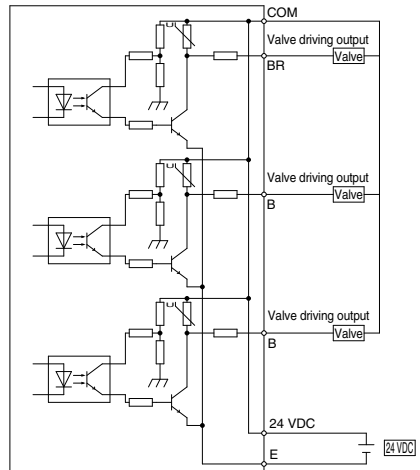 COM
Valve driving output
Valve
BR
Valve driving output
Valve
B
Valve driving output
Valve
B
24 VDC
24 VDC
E